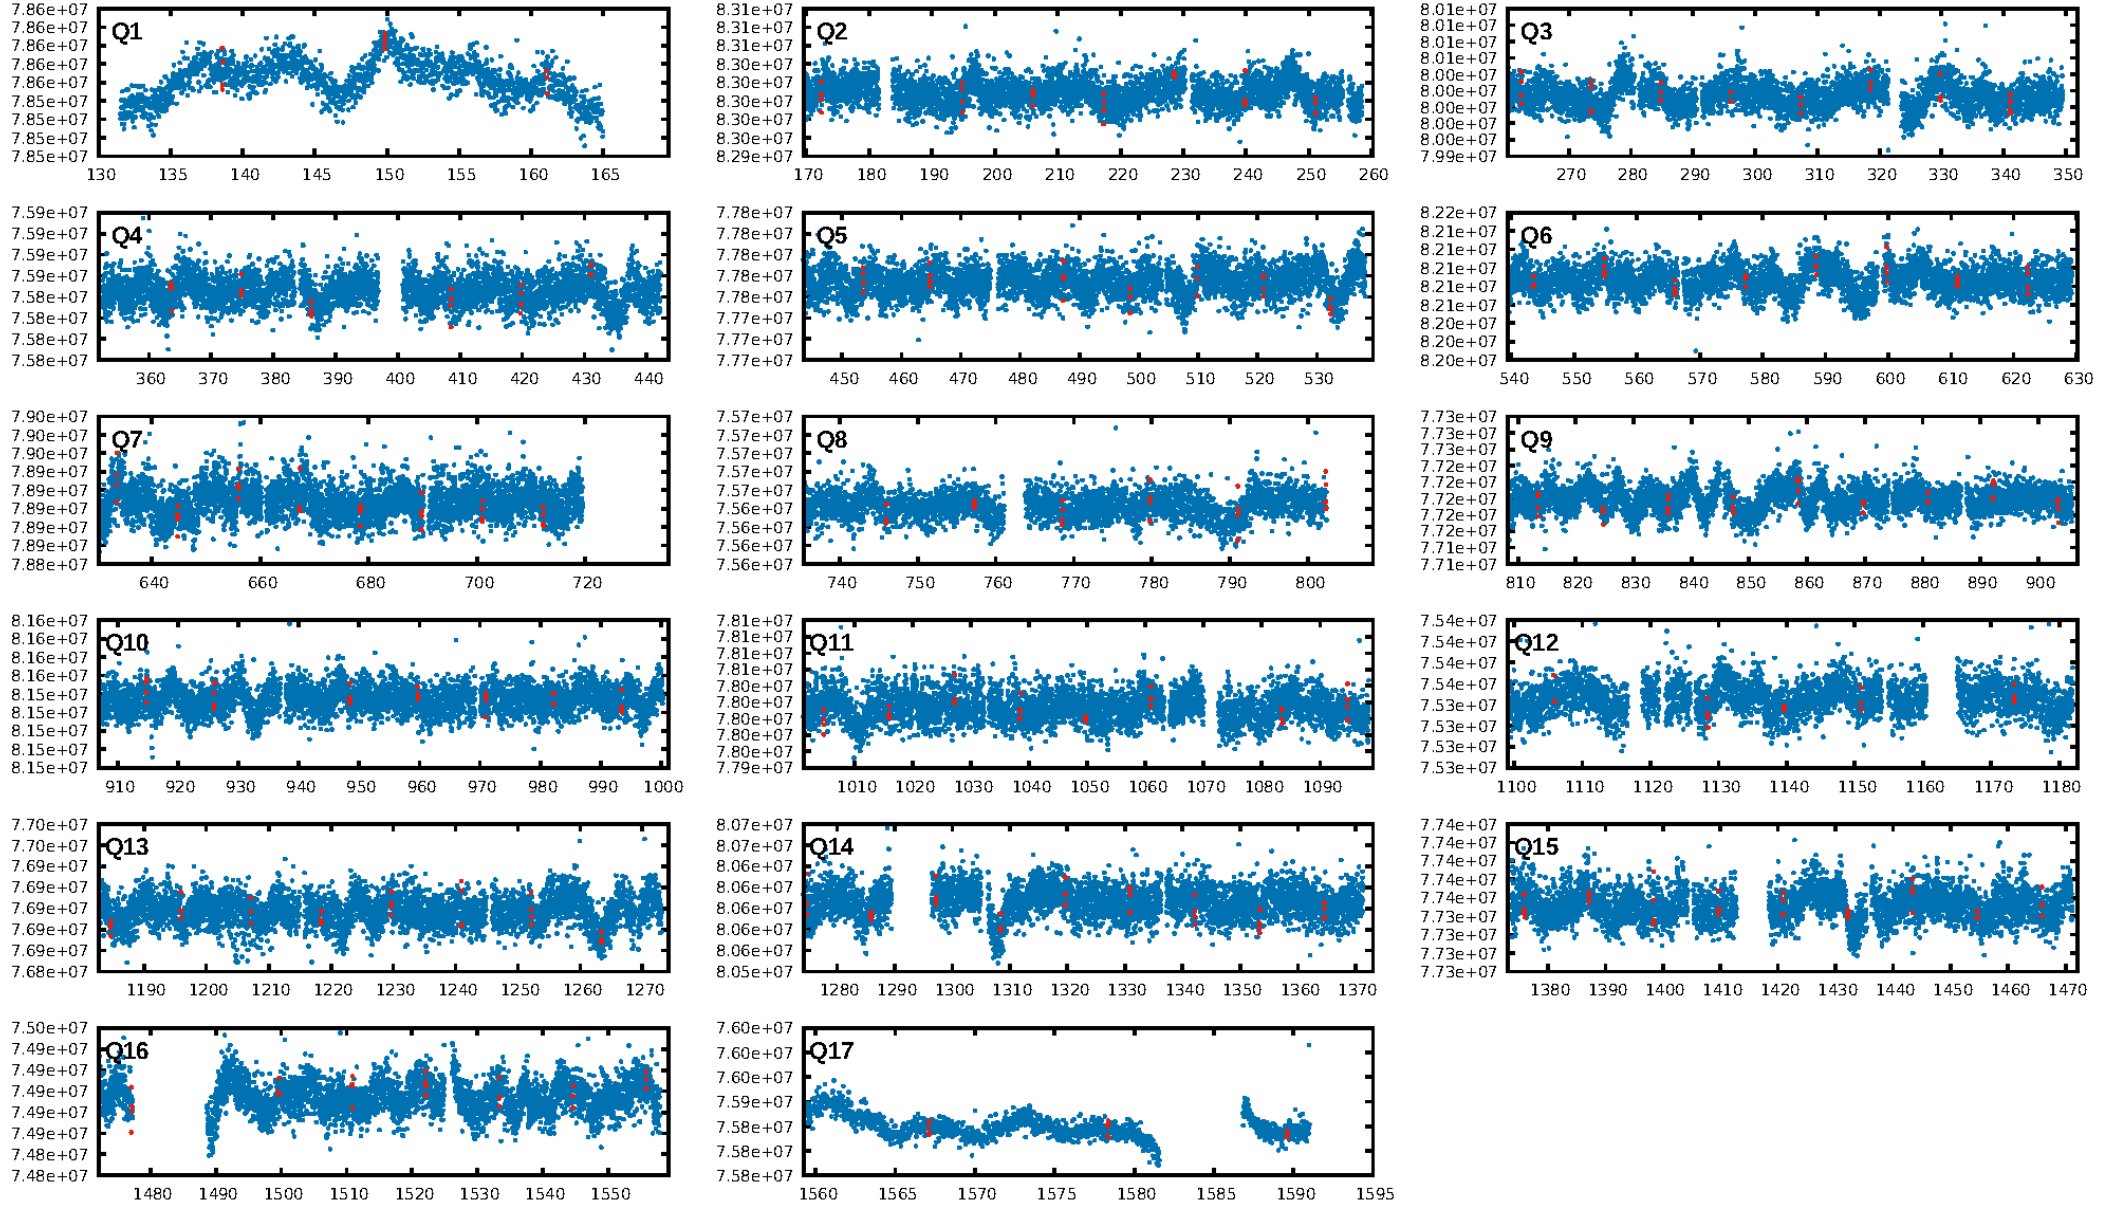 Q1
7.86e+07
7.86e+07
7.86e+07
7.86e+07
7.86e+07
7.85e+07
7.85e+07
7.85e+07
7.85e+07
130 135 140 145 150 155 160 165
Q2
8.31e+07
8.31e+07
8.31e+07
8.30e+07
8.30e+07
8.30e+07
8.30e+07
8.30e+07
8.29e+07
170 180 190 200 210 220 230 240 250 260
Q3
8.01e+07
8.01e+07
8.01e+07
8.01e+07
8.00e+07
8.00e+07
8.00e+07
8.00e+07
8.00e+07
7.99e+07
270 280 290 300 310 320 330 340 350
Q4
7.59e+07
7.59e+07
7.59e+07
7.59e+07
7.58e+07
7.58e+07
7.58e+07
7.58e+07
360 370 380 390 400 410 420 430 440
Q5
7.78e+07
7.78e+07
7.78e+07
7.78e+07
7.78e+07
7.77e+07
7.77e+07
7.77e+07
450 460 470 480 490 500 510 520 530
Q6
8.22e+07
8.21e+07
8.21e+07
8.21e+07
8.21e+07
8.21e+07
8.20e+07
8.20e+07
8.20e+07
540 550 560 570 580 590 600 610 620 630
Q7
7.90e+07
7.90e+07
7.90e+07
7.89e+07
7.89e+07
7.89e+07
7.89e+07
7.89e+07
7.88e+07
640 660 680 700 720
Q8
7.57e+07
7.57e+07
7.57e+07
7.57e+07
7.57e+07
7.56e+07
7.56e+07
7.56e+07
7.56e+07
740 750 760 770 780 790 800
Q9
7.73e+07
7.73e+07
7.73e+07
7.72e+07
7.72e+07
7.72e+07
7.72e+07
7.72e+07
7.71e+07
7.71e+07
810 820 830 840 850 860 870 880 890 900
Q10
8.16e+07
8.16e+07
8.16e+07
8.16e+07
8.15e+07
8.15e+07
8.15e+07
8.15e+07
8.15e+07
910 920 930 940 950 960 970 980 990 1000
Q11
7.81e+07
7.81e+07
7.81e+07
7.81e+07
7.80e+07
7.80e+07
7.80e+07
7.80e+07
7.80e+07
7.79e+07
1010 1020 1030 1040 1050 1060 1070 1080 1090
Q12
7.54e+07
7.54e+07
7.54e+07
7.54e+07
7.53e+07
7.53e+07
7.53e+07
7.53e+07
1100 1110 1120 1130 1140 1150 1160 1170 1180
Q13
7.70e+07
7.70e+07
7.69e+07
7.69e+07
7.69e+07
7.69e+07
7.69e+07
7.68e+07
1190 1200 1210 1220 1230 1240 1250 1260 1270
Q14
8.07e+07
8.07e+07
8.06e+07
8.06e+07
8.06e+07
8.06e+07
8.06e+07
8.05e+07
1280 1290 1300 1310 1320 1330 1340 1350 1360 1370
Q15
7.74e+07
7.74e+07
7.74e+07
7.74e+07
7.74e+07
7.73e+07
7.73e+07
7.73e+07
7.73e+07
1380 1390 1400 1410 1420 1430 1440 1450 1460 1470
Q16
7.50e+07
7.49e+07
7.49e+07
7.49e+07
7.49e+07
7.49e+07
7.48e+07
7.48e+07
1480 1490 1500 1510 1520 1530 1540 1550
Q17
7.60e+07
7.60e+07
7.60e+07
7.59e+07
7.58e+07
7.58e+07
7.58e+07
1560 1565 1570 1575 1580 1585 1590 1595